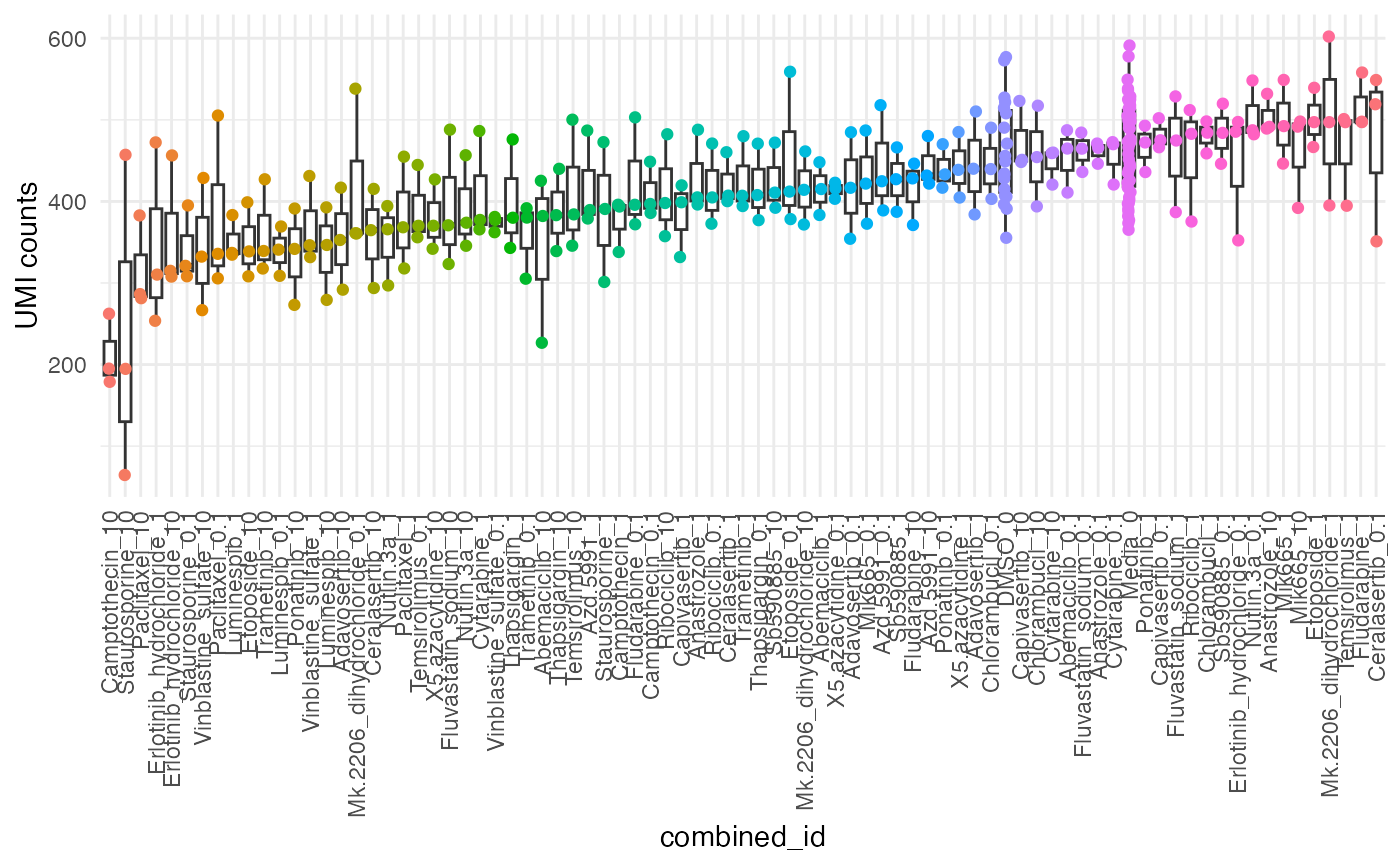 600
400
200
UMI counts
Camptothecin_10
Staurosporine_10
Paclitaxel_10
Erlotinib_hydrochloride_1
Erlotinib_hydrochloride_10
Staurosporine_0.1
Vinblastine_sulfate_10
Paclitaxel_0.1
Luminespib_1
Etoposide_10
Trametinib_10
Luminespib_0.1
Ponatinib_10
Vinblastine_sulfate_1
Luminespib_10
Adavosertib_10
Mk.2206_dihydrochloride_0.1
Ceralasertib_10
Nutlin.3a_1
Paclitaxel_1
Temsirolimus_0.1
X5.azacytidine_10
Fluvastatin_sodium_10
Nutlin.3a_10
Cytarabine_1
Vinblastine_sulfate_0.1
Thapsigargin_1
Trametinib_0.1
Abemaciclib_10
Thapsigargin_10
Temsirolimus_10
Azd.5991_1
Staurosporine_1
Camptothecin_1
Fludarabine_0.1
Camptothecin_0.1
Ribociclib_10
Capivasertib_1
Anastrozole_1
Ribociclib_0.1
Ceralasertib_1
Trametinib_1
Thapsigargin_0.1
Sb590885_10
Etoposide_0.1
Mk.2206_dihydrochloride_10
Abemaciclib_1
X5.azacytidine_0.1
Adavosertib_0.1
Mk665_0.1
Azd.5991_0.1
Sb590885_1
Fludarabine_10
Azd.5991_10
Ponatinib_0.1
X5.azacytidine_1
Adavosertib_1
Chlorambucil_0.1
DMSO_0
Capivasertib_10
Chlorambucil_10
Cytarabine_10
Abemaciclib_0.1
Fluvastatin_sodium_0.1
Anastrozole_0.1
Cytarabine_0.1
Media_0
Ponatinib_1
Capivasertib_0.1
Fluvastatin_sodium_1
Ribociclib_1
Chlorambucil_1
Sb590885_0.1
Erlotinib_hydrochloride_0.1
Nutlin.3a_0.1
Anastrozole_10
Mk665_1
Mk665_10
Etoposide_1
Mk.2206_dihydrochloride_1
Temsirolimus_1
Fludarabine_1
Ceralasertib_0.1
combined_id